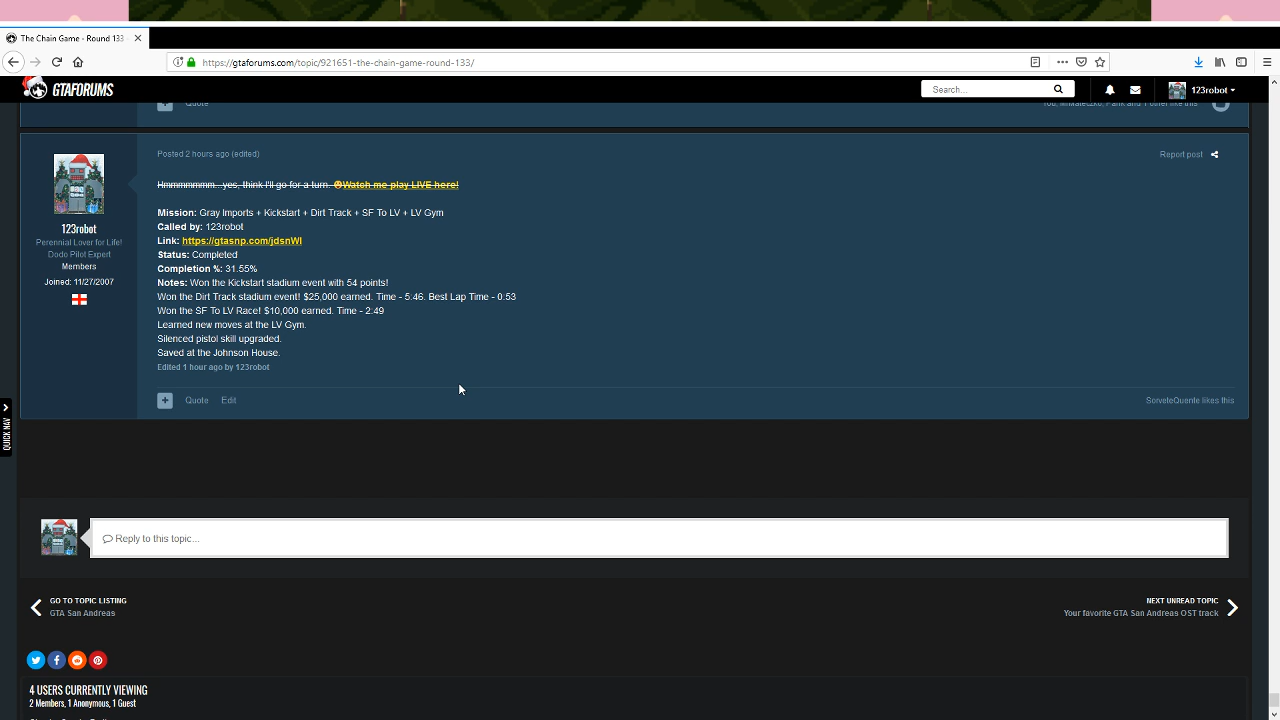 The Chain Game - Round 133
https://gtaforums.com/topic/921651-the-chain-game-round-133/
GTAFORUMS
Search...
123robot
Quote
Posted 2 hours ago (edited)
Report post
Hmmmmmmm...yes, think I'll go for a turn. Watch me play LIVE here!
123robot
Perennial Lover for Life!
Dodo Pilot Expert
Members
Joined: 11/27/2007
Mission: Gray Imports + Kickstart + Dirt Track + SF To LV + LV Gym
Called by: 123robot
Link: https://gtasnp.com/jdsnWI
Status: Completed
Completion %: 31.55%
Notes: Won the Kickstart stadium event with 54 points!
Won the Dirt Track stadium event! $25,000 earned. Time - 5:46. Best Lap Time - 0:53
Won the SF To LV Race! $10,000 earned. Time - 2:49
Learned new moves at the LV Gym.
Silenced pistol skill upgraded.
Saved at the Johnson House.
Edited 1 hour ago by 123robot
Quote Edit
SorveteQuente likes this
QUICK NAV
Reply to this topic...
GO TO TOPIC LISTING
GTA San Andreas
NEXT UNREAD TOPIC
Your favorite GTA San Andreas OST track
4 USERS CURRENTLY VIEWING
2 Members, 1 Anonymous, 1 Guest